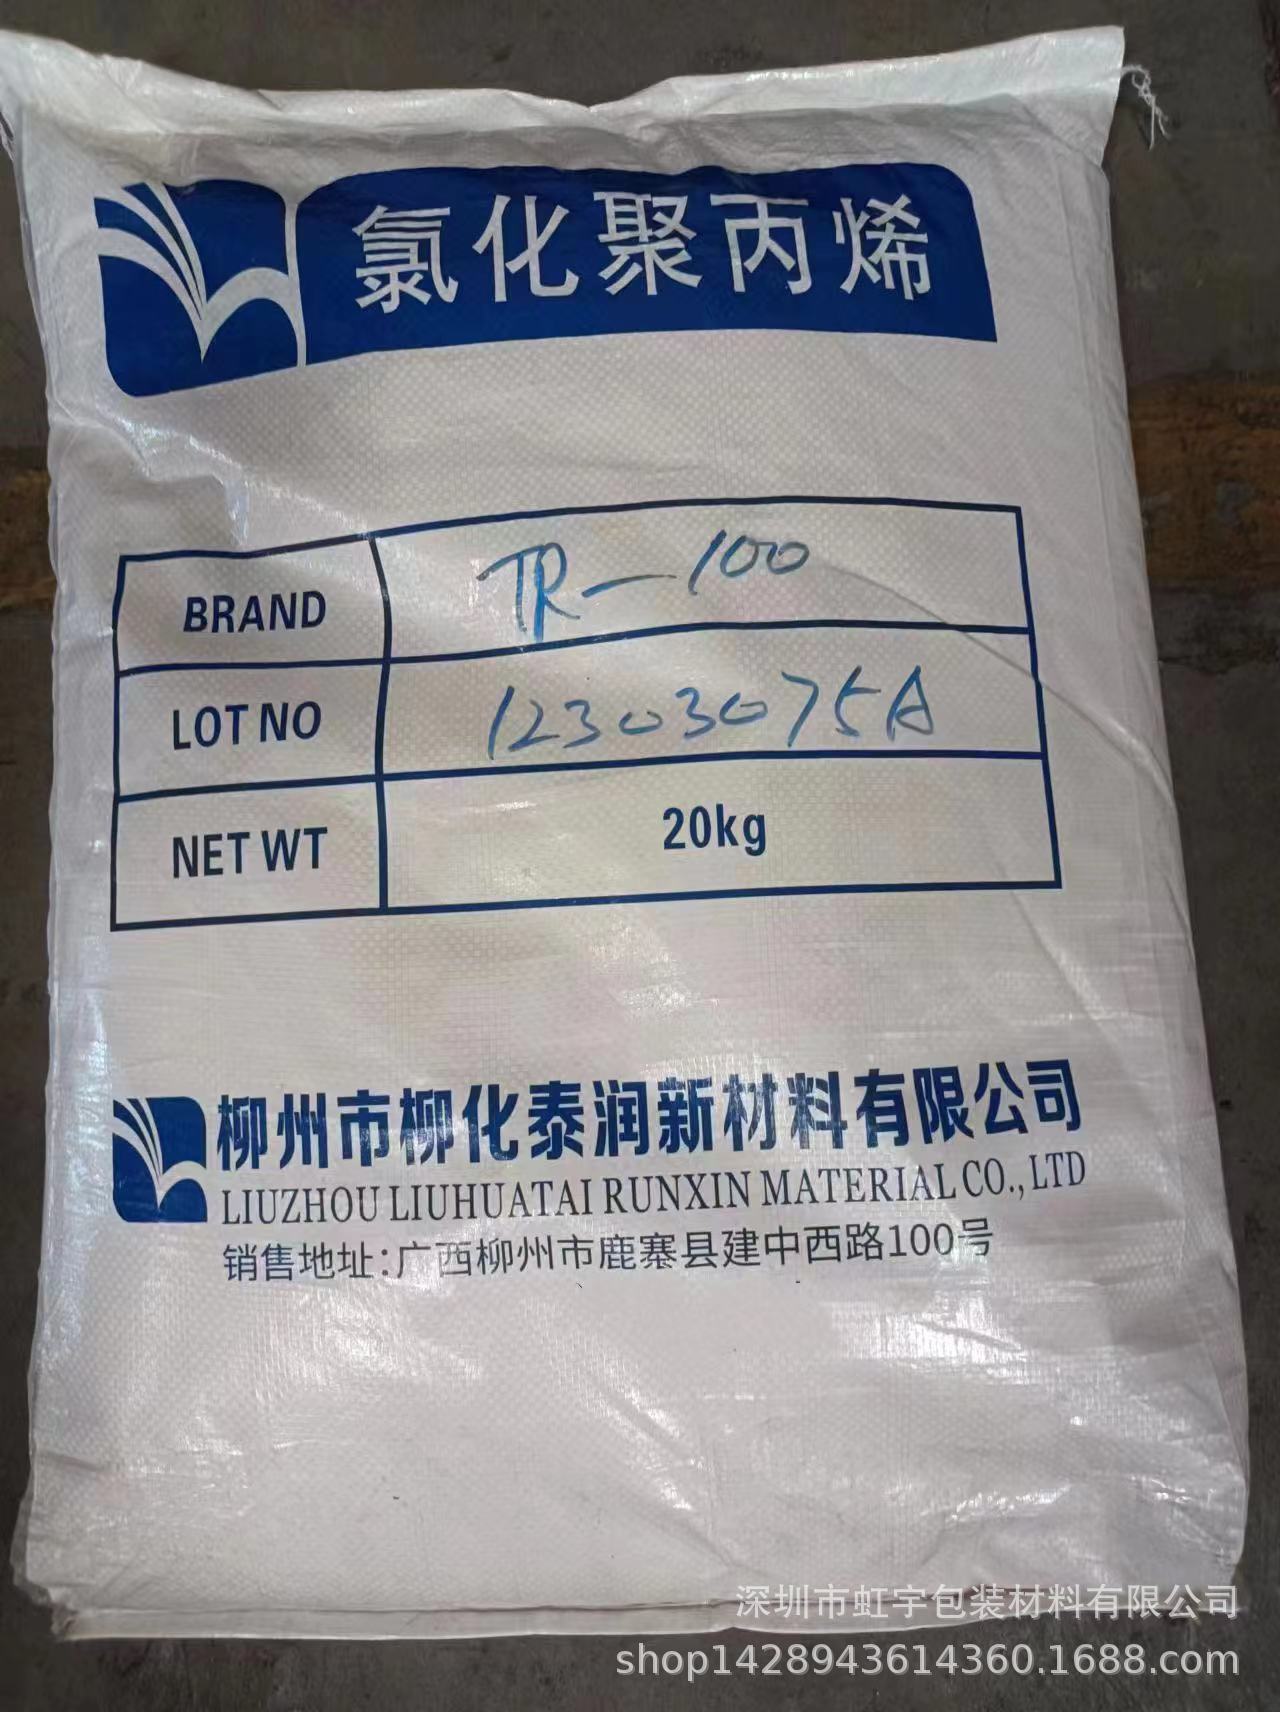 氯化聚丙烯
BRAND TR-100
LOT NO 12303075A
NET WT 20kg
柳州市柳化泰润新材料有限公司
LIUZHOU LIUHUATAI RUNXIN MATERIAL CO.,LTD
销售地址:广西柳州市鹿寨县建中西路100号
深圳市虹宇包装材料有限公司
shop1428943614360.1688.com